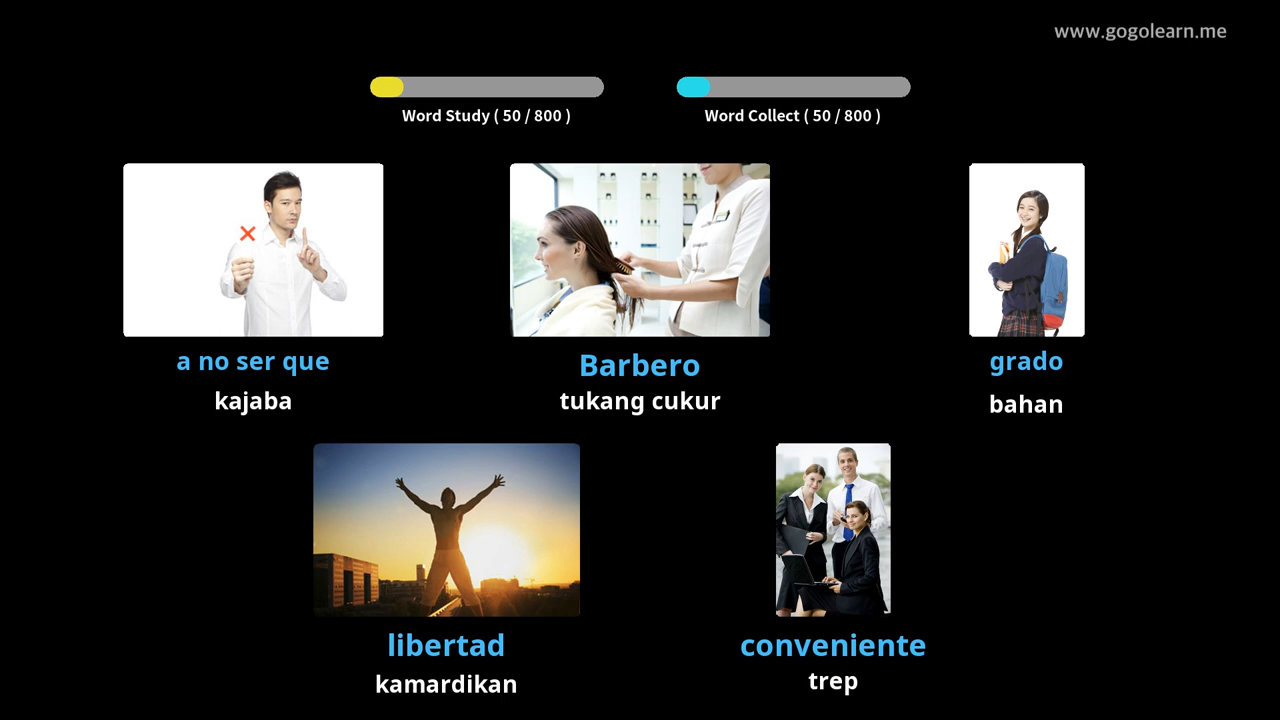 www.gogolearn.me
Word Study ( 50 / 800 )
Word Collect ( 50 / 800 )
a no ser que
kajaba
Barbero
tukang cukur
grado
bahan
libertad
kamardikan
conveniente
trep